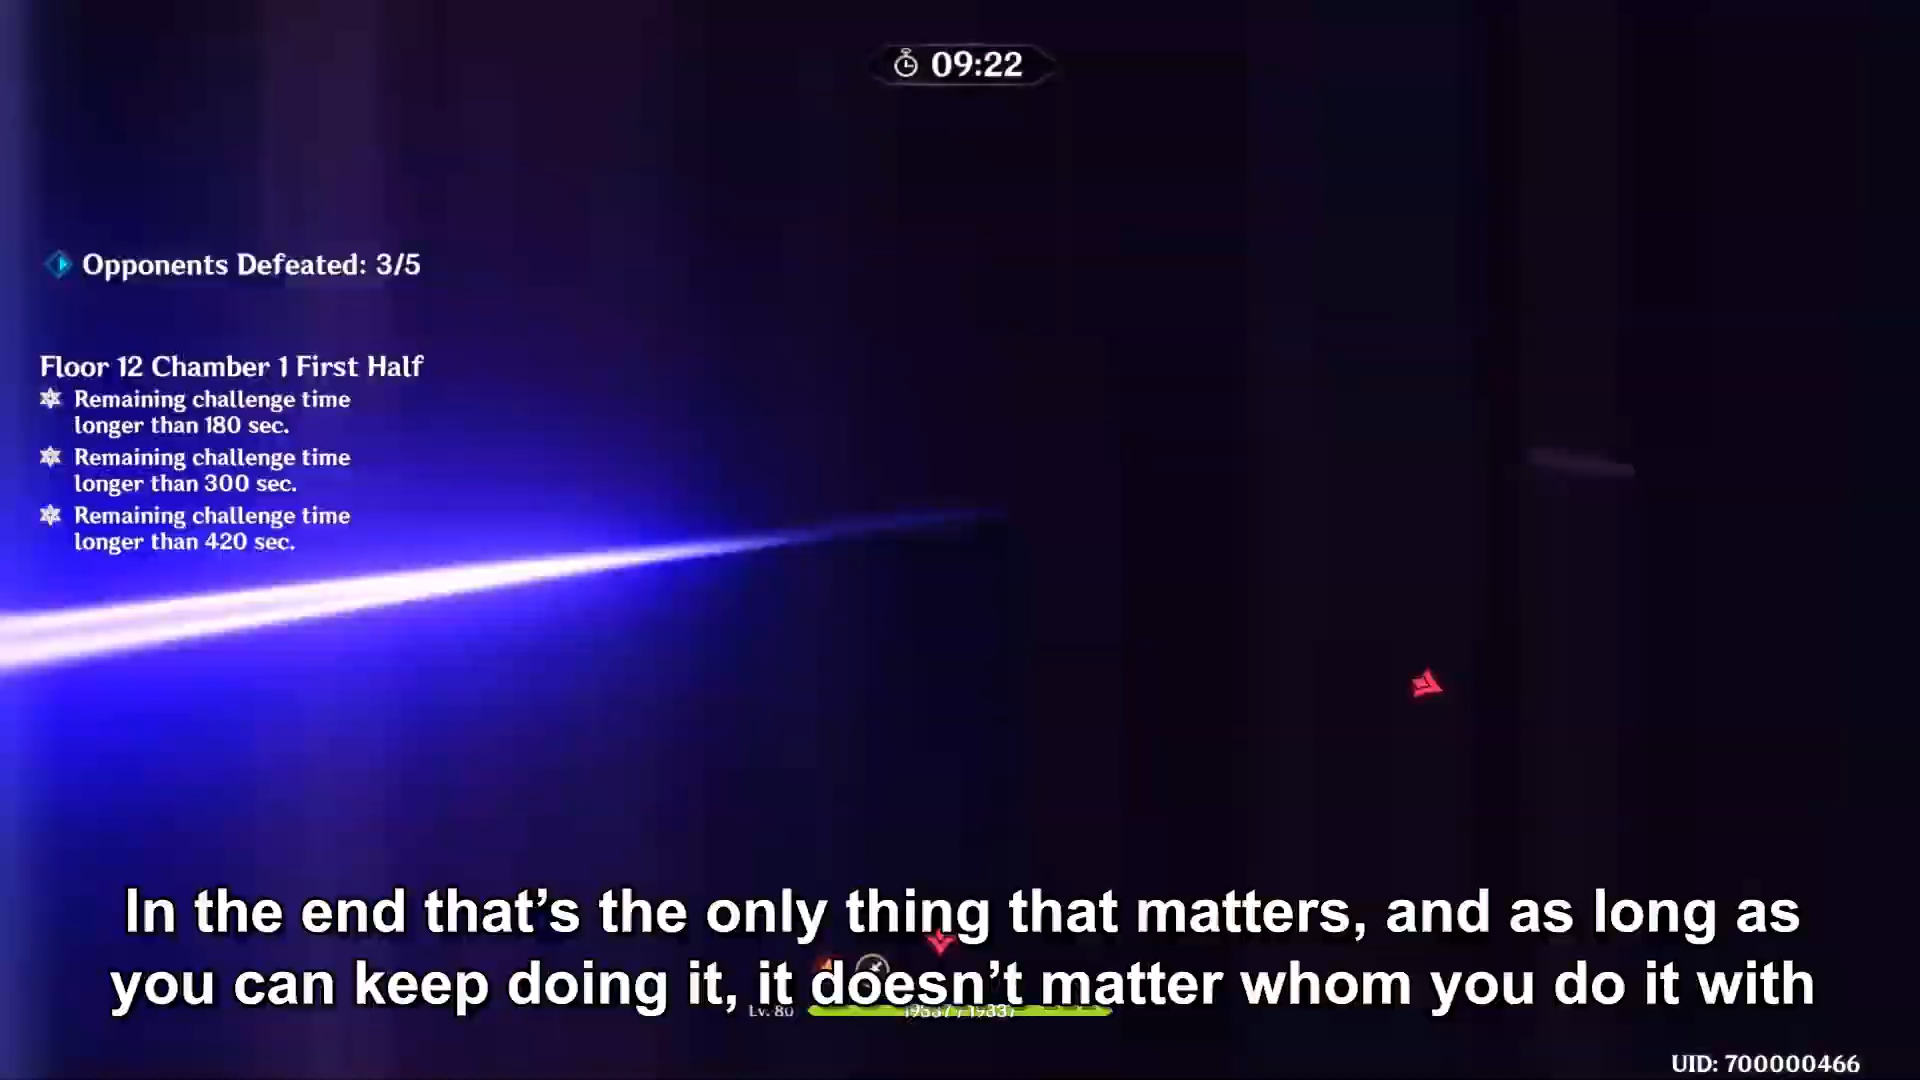 09:22
Opponents Defeated: 3/5
Floor 12 Chamber 1 First Half
Remaining challenge time
longer than 180 sec.
Remaining challenge time
longer than 300 sec.
Remaining challenge time
longer than 420 sec.
In the end that’s the only thing that matters, and as long as
you can keep doing it, it doesn’t matter whom you do it with
Lv. 80
UID: 700000466